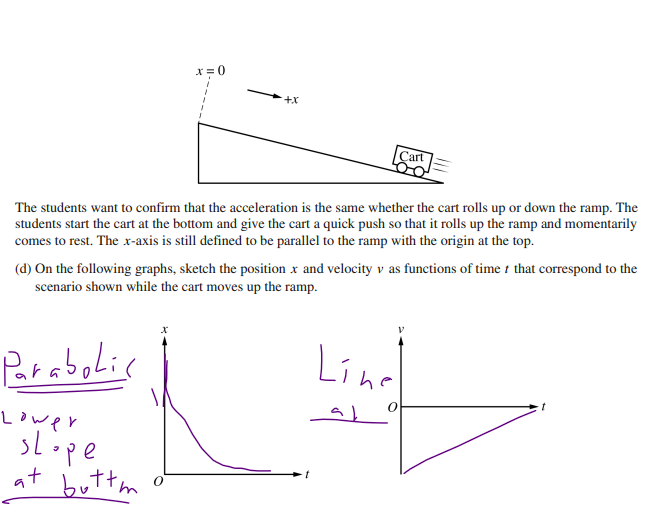 x = 0
+x
Cart
The students want to confirm that the acceleration is the same whether the cart rolls up or down the ramp. The
students start the cart at the bottom and give the cart a quick push so that it rolls up the ramp and momentarily
comes to rest. The x-axis is still defined to be parallel to the ramp with the origin at the top.
(d) On the following graphs, sketch the position x and velocity v as functions of time t that correspond to the
scenario shown while the cart moves up the ramp.
x
v
Parabolic
Line
al
O
t
Lower
slope
at buttm
O
t